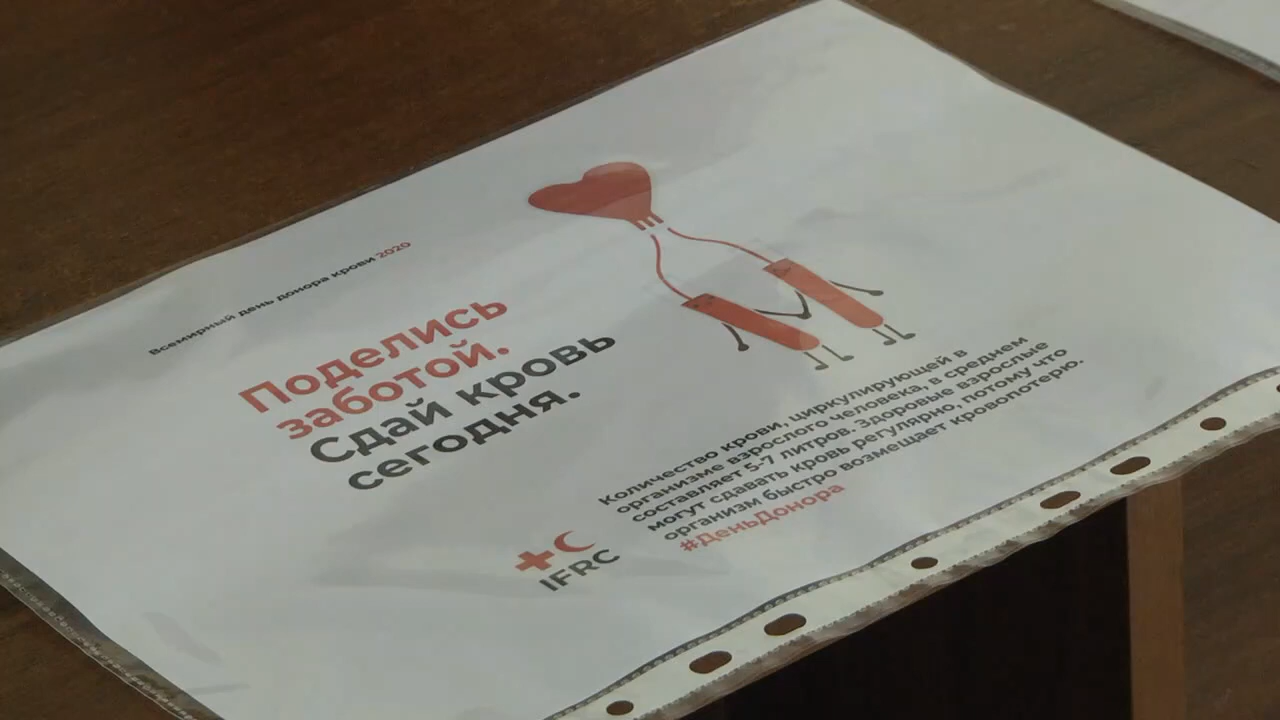 Всемирный день донора крови 2020
Поделись
заботой.
Сдай кровь
сегодня.
Количество крови, циркулирующей в
организме взрослого человека, в среднем
составляет 5-7 литров. Здоровые взрослые
могут сдавать кровь регулярно, потому что
организм быстро возмещает кровопотерю.
#ДеньДонора
IFRC